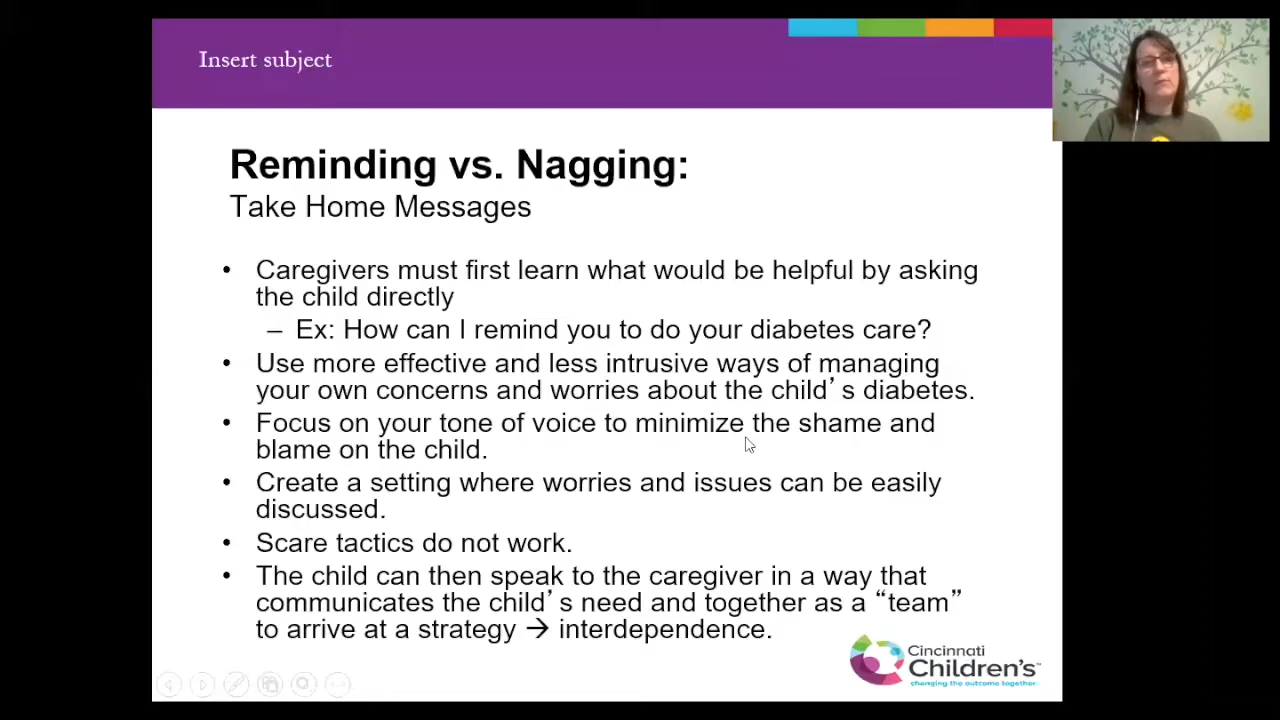 Insert subject
Reminding vs. Nagging:
Take Home Messages
• Caregivers must first learn what would be helpful by asking
the child directly
– Ex: How can I remind you to do your diabetes care?
• Use more effective and less intrusive ways of managing
your own concerns and worries about the child’s diabetes.
• Focus on your tone of voice to minimize the shame and
blame on the child.
• Create a setting where worries and issues can be easily
discussed.
• Scare tactics do not work.
• The child can then speak to the caregiver in a way that
communicates the child’s need and together as a “team”
to arrive at a strategy → interdependence.
Cincinnati
Children's™
changing the outcome together